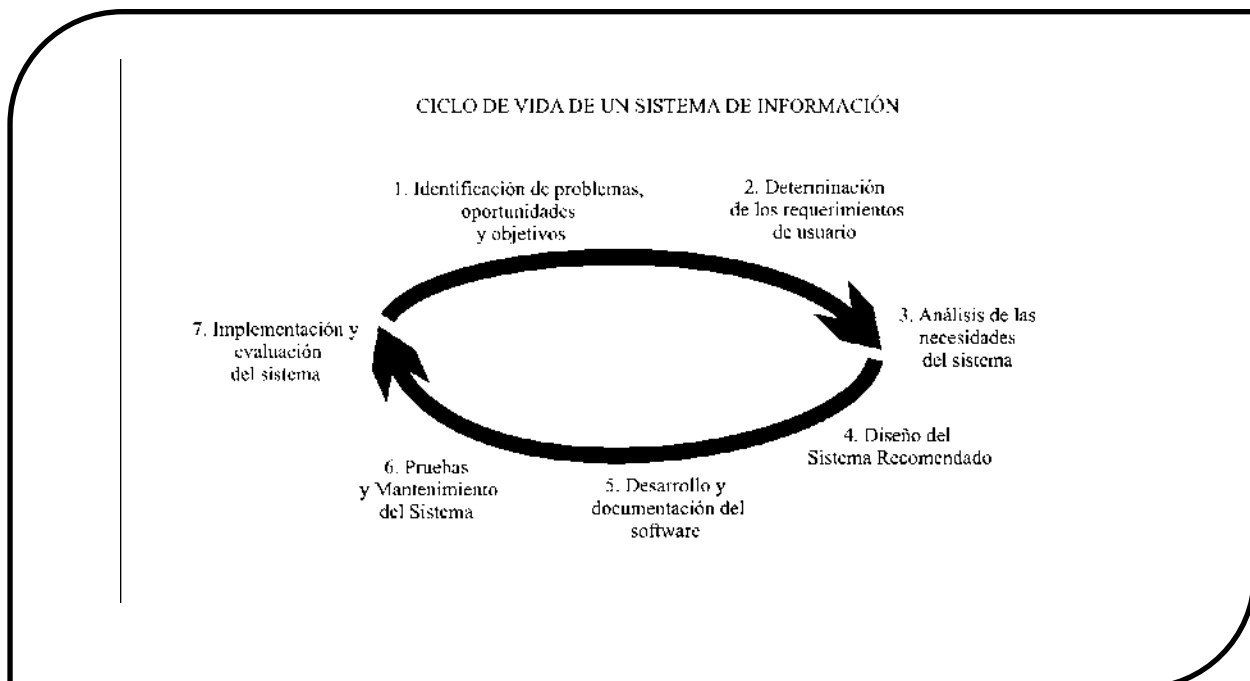 CICLO DE VIDA DE UN SISTEMA DE INFORMACIÓN
1. Identificación de problemas,
oportunidades
y objetivos
2. Determinación
de los requerimientos
de usuario
3. Análisis de las
necesidades
del sistema
4. Diseño del
Sistema Recomendado
5. Desarrollo y
documentación del
software
6. Pruebas
y Mantenimiento
del Sistema
7. Implementación y
evaluación
del sistema